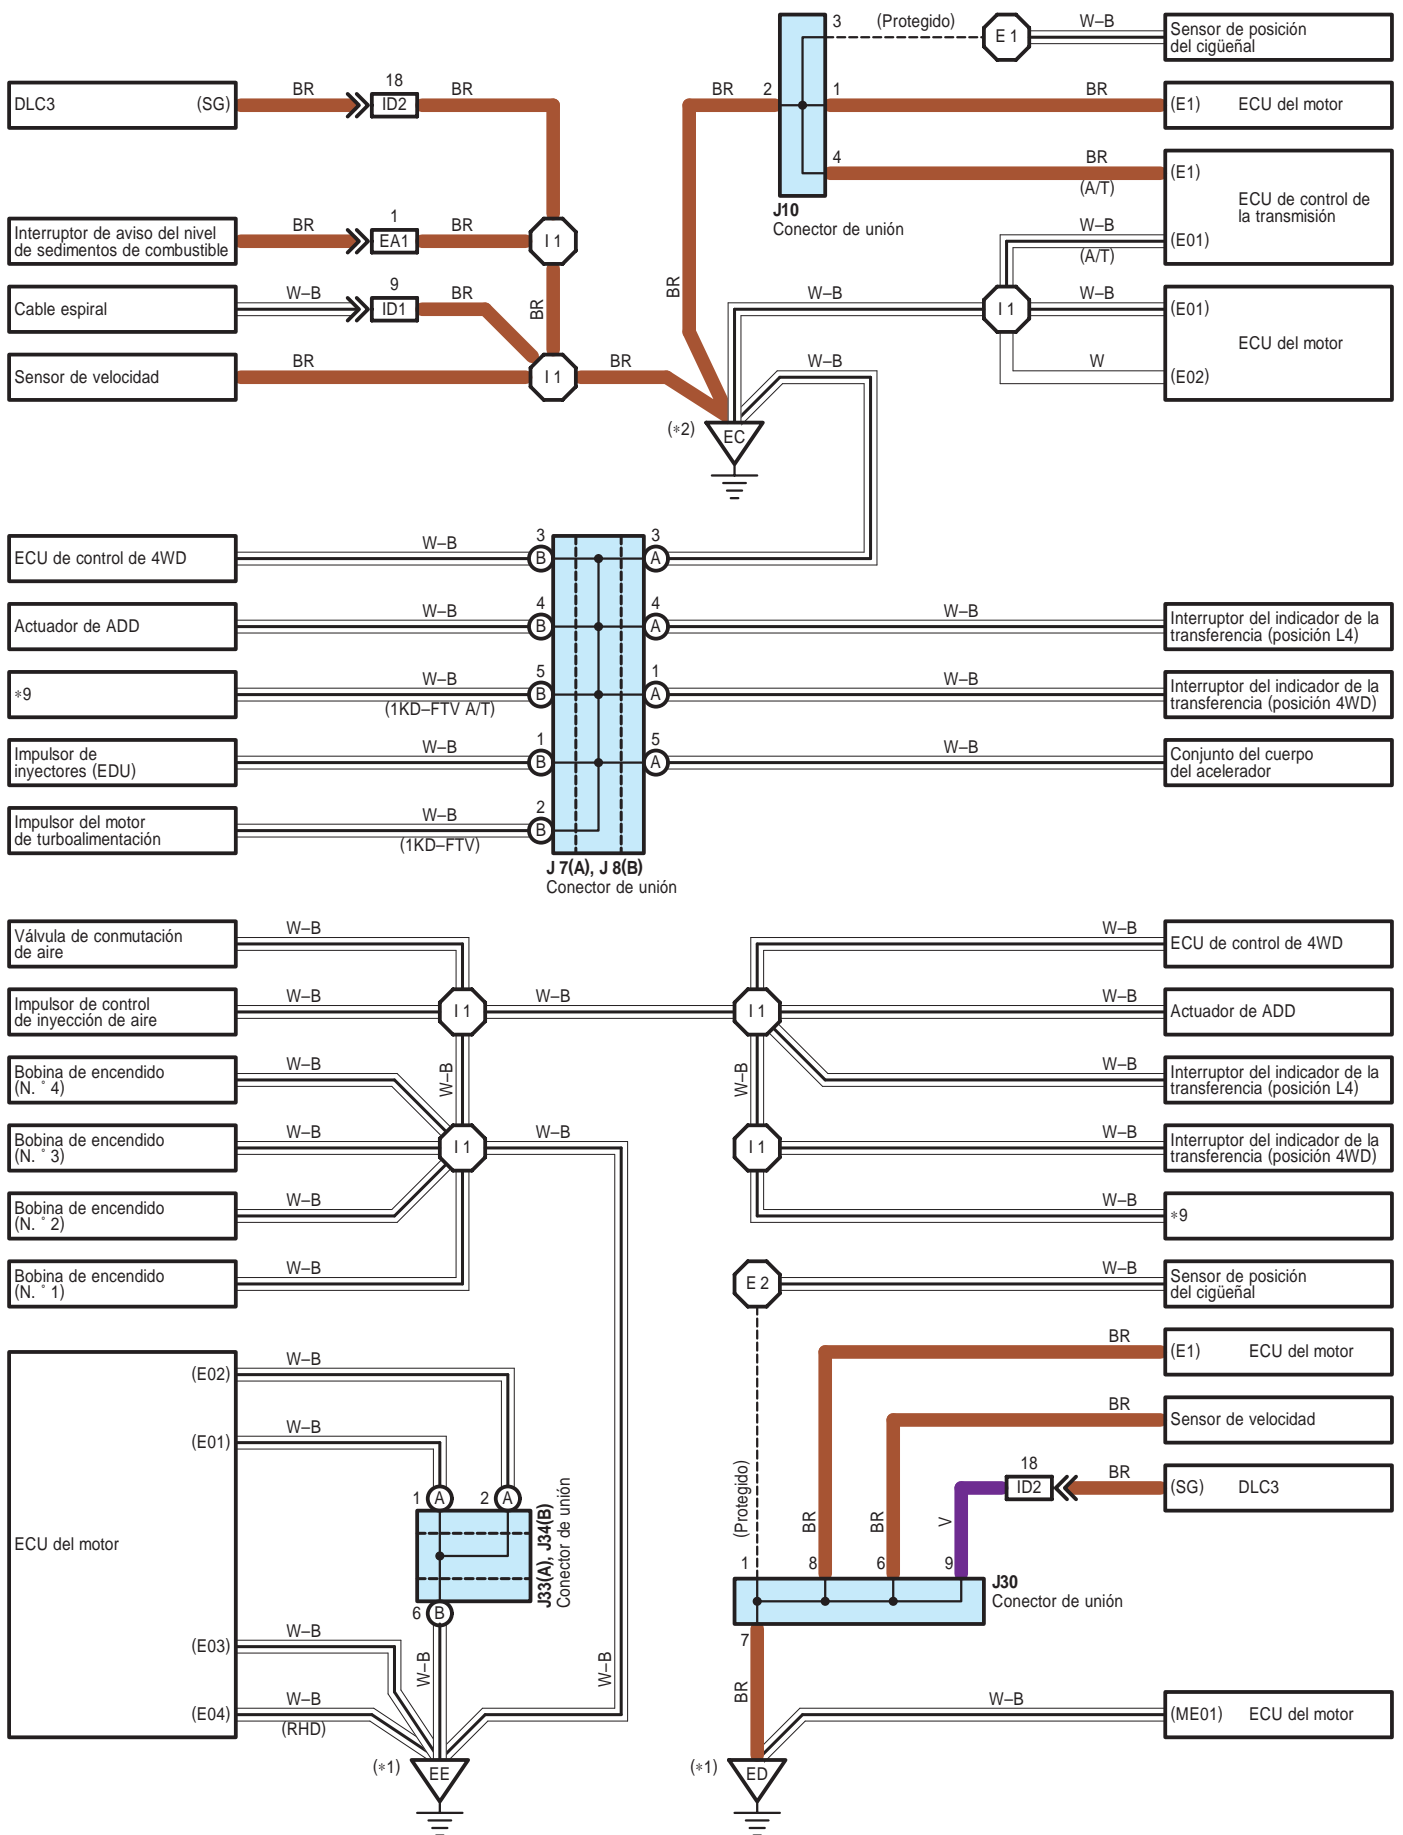 3
(Protegido)
E 1
W–B
Sensor de posición
del cigüeñal
DLC3
(SG)
BR
18
ID2
BR
BR
2
1
BR
(E1)
ECU del motor
4
BR
(A/T)
(E1)
ECU de control de
la transmisión
J10
Conector de unión
W–B
(A/T)
(E01)
Interruptor de aviso del nivel
de sedimentos de combustible
BR
1
EA1
BR
I 1
Cable espiral
W–B
9
ID1
BR
BR
BR
W–B
I 1
W–B
(E01)
ECU del motor
W
(E02)
Sensor de velocidad
BR
I 1
BR
W–B
(∗2)
EC
ECU de control de 4WD
W–B
3
B
3
A
Actuador de ADD
W–B
4
B
4
A
W–B
Interruptor del indicador de la
transferencia (posición L4)
∗9
W–B
(1KD–FTV A/T)
5
B
1
A
W–B
Interruptor del indicador de la
transferencia (posición 4WD)
Impulsor de
inyectores (EDU)
W–B
1
B
5
A
W–B
Conjunto del cuerpo
del acelerador
Impulsor del motor
de turboalimentación
W–B
(1KD–FTV)
2
B
J 7(A), J 8(B)
Conector de unión
Válvula de conmutación
de aire
W–B
W–B
ECU de control de 4WD
Impulsor de control
de inyección de aire
W–B
I 1
W–B
I 1
W–B
Actuador de ADD
Bobina de encendido
(N. ° 4)
W–B
W–B
W–B
W–B
Interruptor del indicador de la
transferencia (posición L4)
Bobina de encendido
(N. ° 3)
W–B
I 1
W–B
I 1
W–B
Interruptor del indicador de la
transferencia (posición 4WD)
Bobina de encendido
(N. ° 2)
W–B
W–B
∗9
Bobina de encendido
(N. ° 1)
W–B
E 2
W–B
Sensor de posición
del cigüeñal
ECU del motor
(E02)
W–B
(E01)
W–B
1
A
2
A
J33(A), J34(B)
Conector de unión
6
B
(E03)
W–B
W–B
W–B
(E04)
W–B
(RHD)
(∗1)
EE
BR
(E1)
ECU del motor
BR
Sensor de velocidad
18
ID2
BR
(SG)
DLC3
(Protegido)
BR
BR
V
1
8
6
9
J30
Conector de unión
7
BR
W–B
(ME01)
ECU del motor
(∗1)
ED